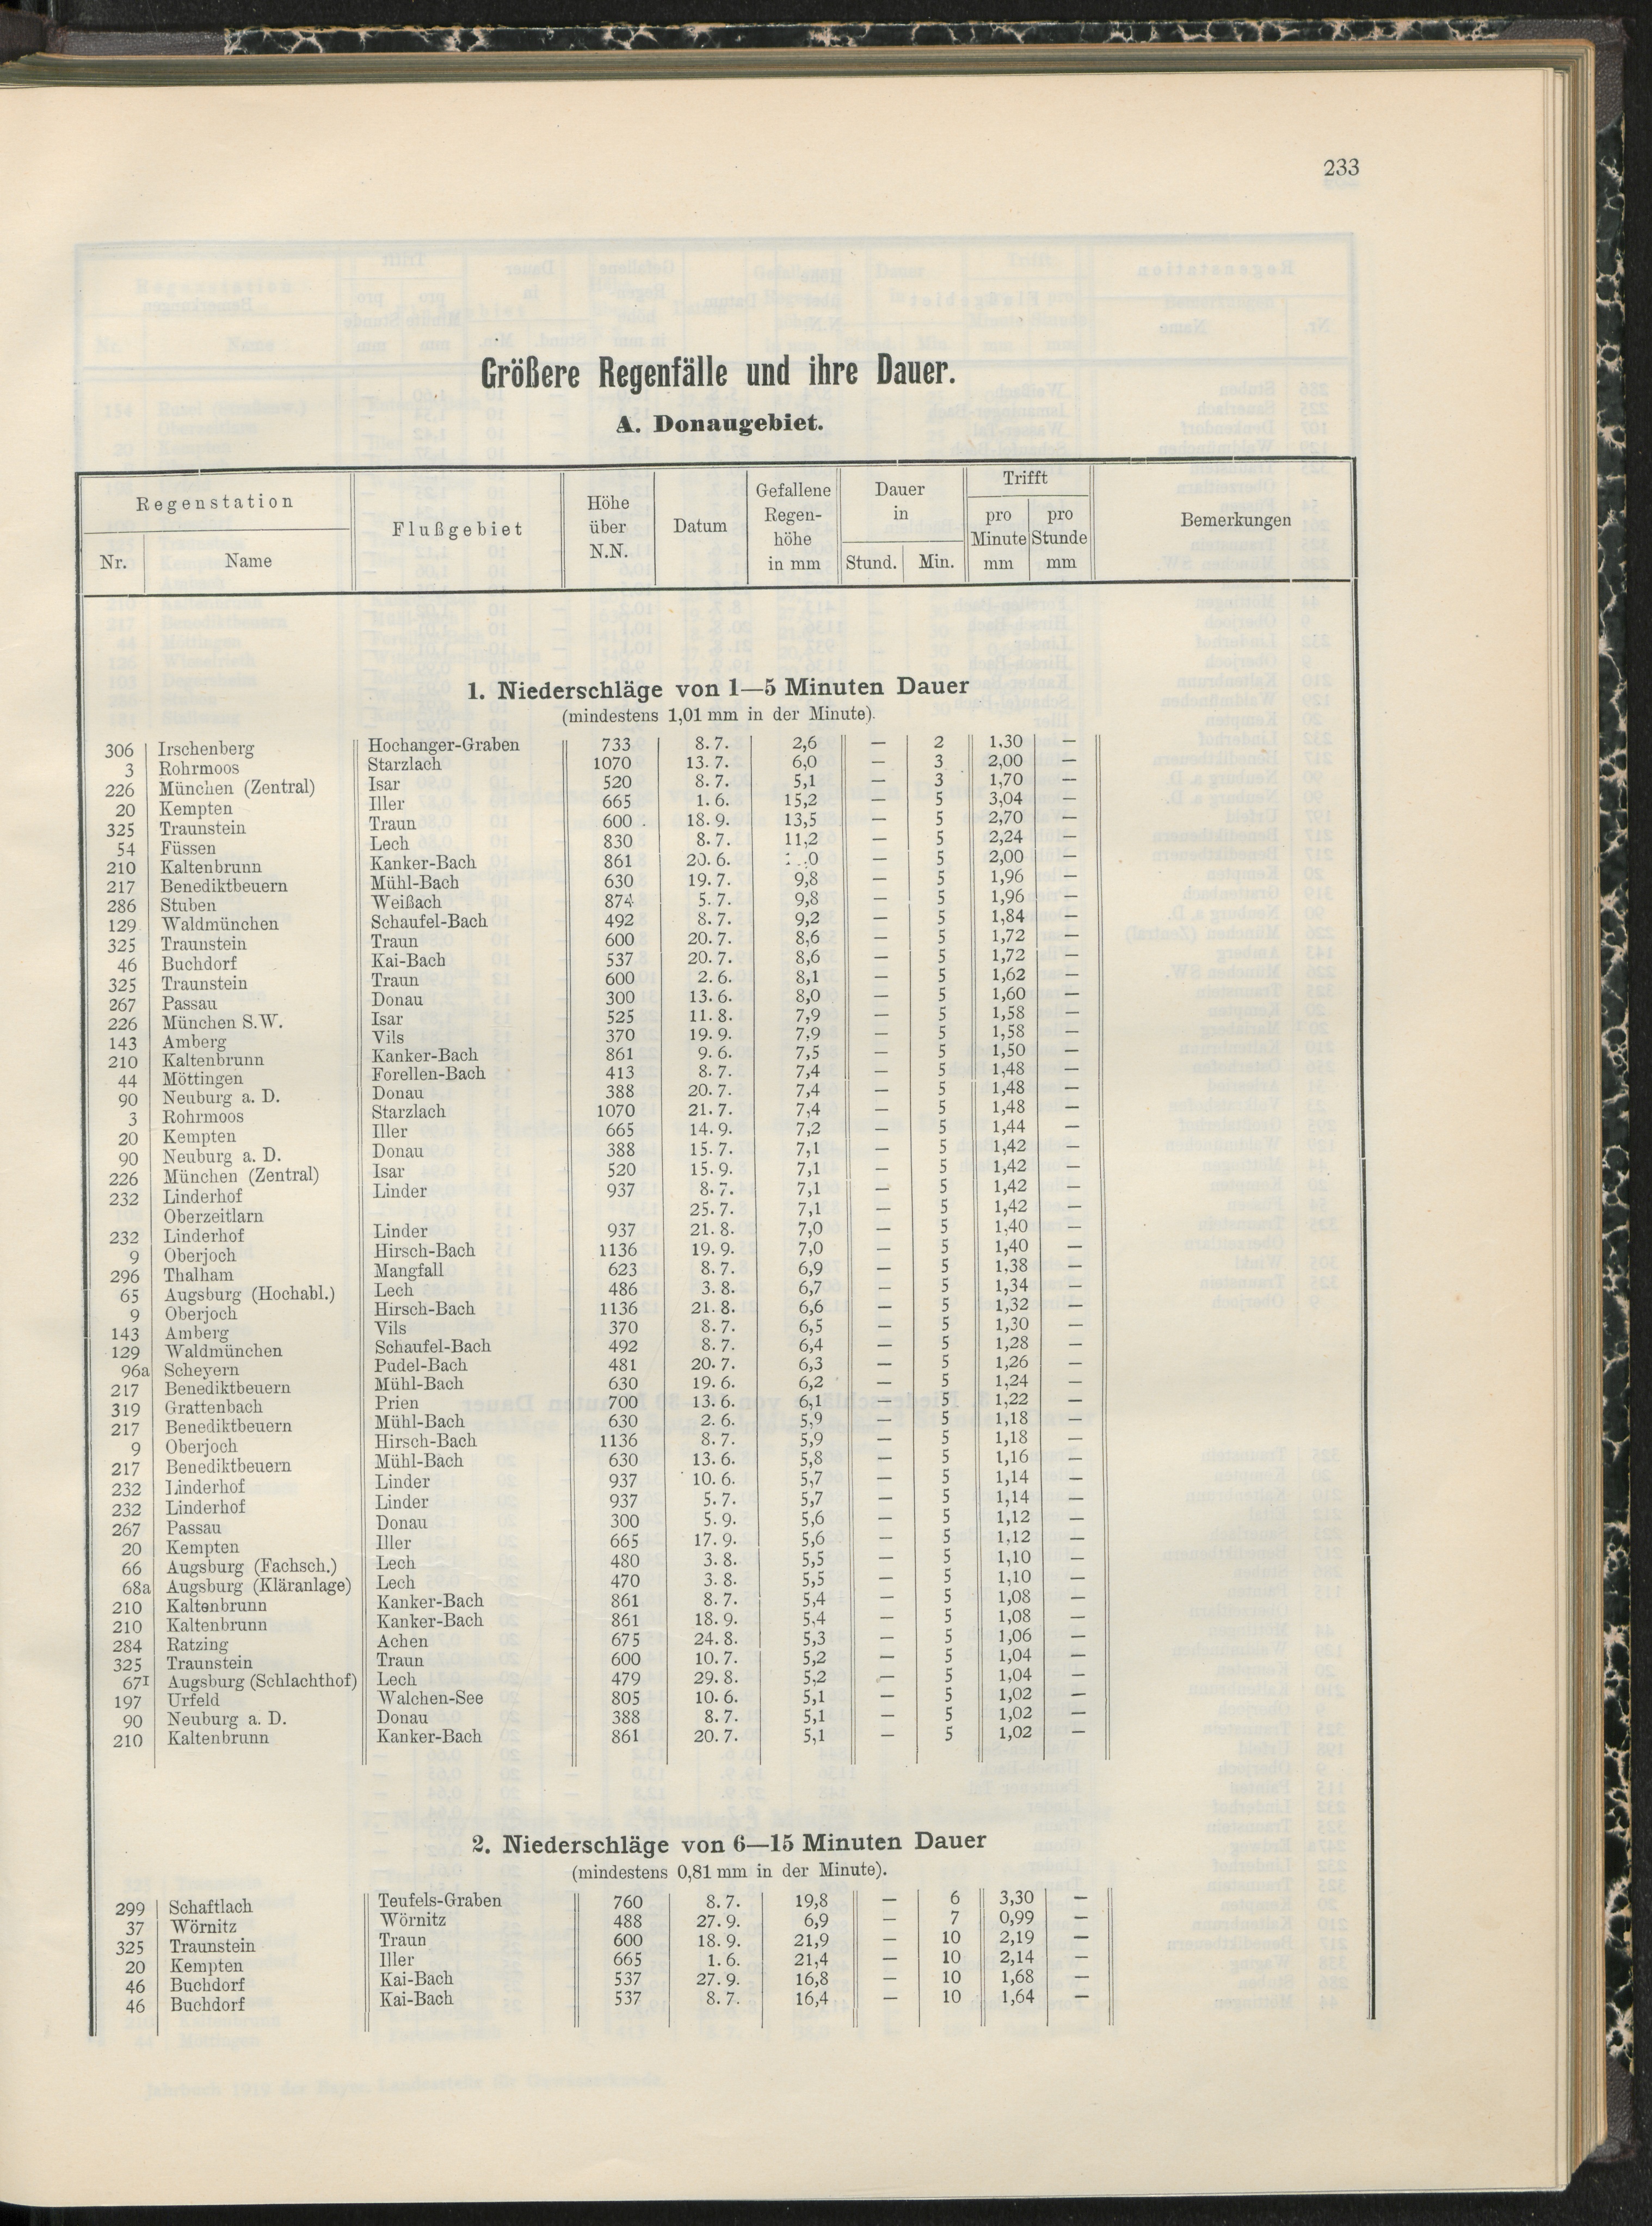 233
Größere Regenfälle und ihre Dauer.
A. Donaugebiet.
Regenstation Flußgebiet Höhe über N.N. Datum Gefallene Regen-höhe in mm Dauer in Trifft Bemerkungen
Nr. Name Stund. Min. pro Minute mm pro Stunde mm
1. Niederschläge von 1—5 Minuten Dauer
(mindestens 1,01 mm in der Minute).
306 Irschenberg Hochanger-Graben 733 8. 7. 2,6 — 2 1,30 —
3 Rohrmoos Starzlach 1070 13. 7. 6,0 — 3 2,00 —
226 München (Zentral) Isar 520 8. 7. 5,1 — 3 1,70 —
20 Kempten Iller 665 1. 6. 15,2 — 5 3,04 —
325 Traunstein Traun 600 18. 9. 13,5 — 5 2,70 —
54 Füssen Lech 830 8. 7. 11,2 — 5 2,24 —
210 Kaltenbrunn Kanker-Bach 861 20. 6. — 5 2,00 —
217 Benediktbeuern Mühl-Bach 630 19. 7. 9,8 — 5 1,96 —
286 Stuben Weißach 874 5. 7. 9,8 — 5 1,96 —
129 Waldmünchen Schaufel-Bach 492 8. 7. 9,2 — 5 1,84 —
325 Traunstein Traun 600 20. 7. 8,6 — 5 1,72 —
46 Buchdorf Kai-Bach 537 20. 7. 8,6 — 5 1,72 —
325 Traunstein Traun 600 2. 6. 8,1 — 5 1,62 —
267 Passau Donau 300 13. 6. 8,0 — 5 1,60 —
226 München S.W. Isar 525 11. 8. 7,9 — 5 1,58 —
143 Amberg Vils 370 19. 9. 7,9 — 5 1,58 —
210 Kaltenbrunn Kanker-Bach 861 9. 6. 7,5 — 5 1,50 —
44 Möttingen Forellen-Bach 413 8. 7. 7,4 — 5 1,48 —
90 Neuburg a. D. Donau 388 20. 7. 7,4 — 5 1,48 —
3 Rohrmoos Starzlach 1070 21. 7. 7,4 — 5 1,48 —
20 Kempten Iller 665 14. 9. 7,2 — 5 1,44 —
90 Neuburg a. D. Donau 388 15. 7. 7,1 — 5 1,42 —
226 München (Zentral) Isar 520 15. 9. 7,1 — 5 1,42 —
232 Linderhof Linder 937 8. 7. 7,1 — 5 1,42 —
Oberzeitlarn 25. 7. 7,1 — 5 1,42 —
232 Linderhof Linder 937 21. 8. 7,0 — 5 1,40 —
9 Oberjoch Hirsch-Bach 1136 19. 9. 7,0 — 5 1,40 —
296 Thalham Mangfall 623 8. 7. 6,9 — 5 1,38 —
65 Augsburg (Hochabl.) Lech 486 3. 8. 6,7 — 5 1,34 —
9 Oberjoch Hirsch-Bach 1136 21. 8. 6,6 — 5 1,32 —
143 Amberg Vils 370 8. 7. 6,5 — 5 1,30 —
129 Waldmünchen Schaufel-Bach 492 8. 7. 6,4 — 5 1,28 —
96a Scheyern Pudel-Bach 481 20. 7. 6,3 — 5 1,26 —
217 Benediktbeuern Mühl-Bach 630 19. 6. 6,2 — 5 1,24 —
319 Grattenbach Prien 700 13. 6. 6,1 — 5 1,22 —
217 Benediktbeuern Mühl-Bach 630 2. 6. 5,9 — 5 1,18 —
9 Oberjoch Hirsch-Bach 1136 8. 7. 5,9 — 5 1,18 —
217 Benediktbeuern Mühl-Bach 630 13. 6. 5,8 — 5 1,16 —
232 Linderhof Linder 937 10. 6. 5,7 — 5 1,14 —
232 Linderhof Linder 937 5. 7. 5,7 — 5 1,14 —
267 Passau Donau 300 5. 9. 5,6 — 5 1,12 —
20 Kempten Iller 665 17. 9. 5,6 — 5 1,12 —
66 Augsburg (Fachsch.) Lech 480 3. 8. 5,5 — 5 1,10 —
68a Augsburg (Kläranlage) Lech 470 3. 8. 5,5 — 5 1,10 —
210 Kaltenbrunn Kanker-Bach 861 8. 7. 5,4 — 5 1,08 —
210 Kaltenbrunn Kanker-Bach 861 18. 9. 5,4 — 5 1,08 —
284 Ratzing Achen 675 24. 8. 5,3 — 5 1,06 —
325 Traunstein Traun 600 10. 7. 5,2 — 5 1,04 —
67I Augsburg (Schlachthof) Lech 479 29. 8. 5,2 — 5 1,04 —
197 Urfeld Walchen-See 805 10. 6. 5,1 — 5 1,02 —
90 Neuburg a. D. Donau 388 8. 7. 5,1 — 5 1,02 —
210 Kaltenbrunn Kanker-Bach 861 20. 7. 5,1 — 5 1,02 —
2. Niederschläge von 6—15 Minuten Dauer
(mindestens 0,81 mm in der Minute).
299 Schaftlach Teufels-Graben 760 8. 7. 19,8 — 6 3,30 —
37 Wörnitz Wörnitz 488 27. 9. 6,9 — 7 0,99 —
325 Traunstein Traun 600 18. 9. 21,9 — 10 2,19 —
20 Kempten Iller 665 1. 6. 21,4 — 10 2,14 —
46 Buchdorf Kai-Bach 537 27. 9. 16,8 — 10 1,68 —
46 Buchdorf Kai-Bach 537 8. 7. 16,4 — 10 1,64 —